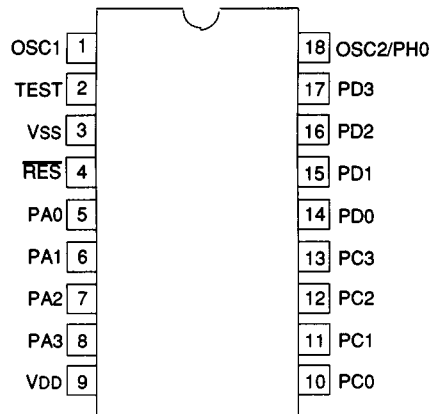 OSC1 1 18 OSC2/PH0
TEST 2 17 PD3
VSS 3 16 PD2
RES 4 15 PD1
PA0 5 14 PD0
PA1 6 13 PC3
PA2 7 12 PC2
PA3 8 11 PC1
VDD 9 10 PC0